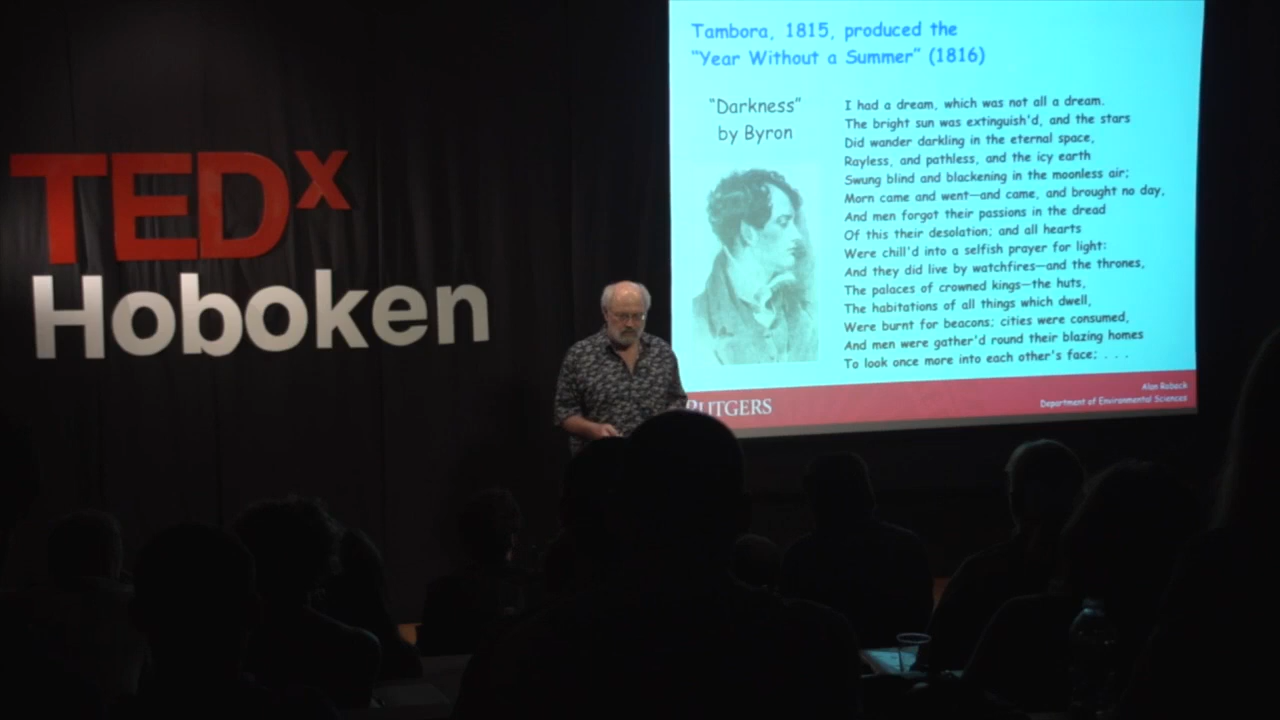 TEDx
Hoboken
Tambora, 1815, produced the
"Year Without a Summer" (1816)
"Darkness"
by Byron
I had a dream, which was not all a dream.
The bright sun was extinguish'd, and the stars
Did wander darkling in the eternal space,
Rayless, and pathless, and the icy earth
Swung blind and blackening in the moonless air;
Morn came and went—and came, and brought no day,
And men forgot their passions in the dread
Of this their desolation; and all hearts
Were chill'd into a selfish prayer for light:
And they did live by watchfires—and the thrones,
The palaces of crowned kings—the huts,
The habitations of all things which dwell,
Were burnt for beacons; cities were consumed,
And men were gather'd round their blazing homes
To look once more into each other's face; . . .
RUTGERS
Alan Robock
Department of Environmental Sciences